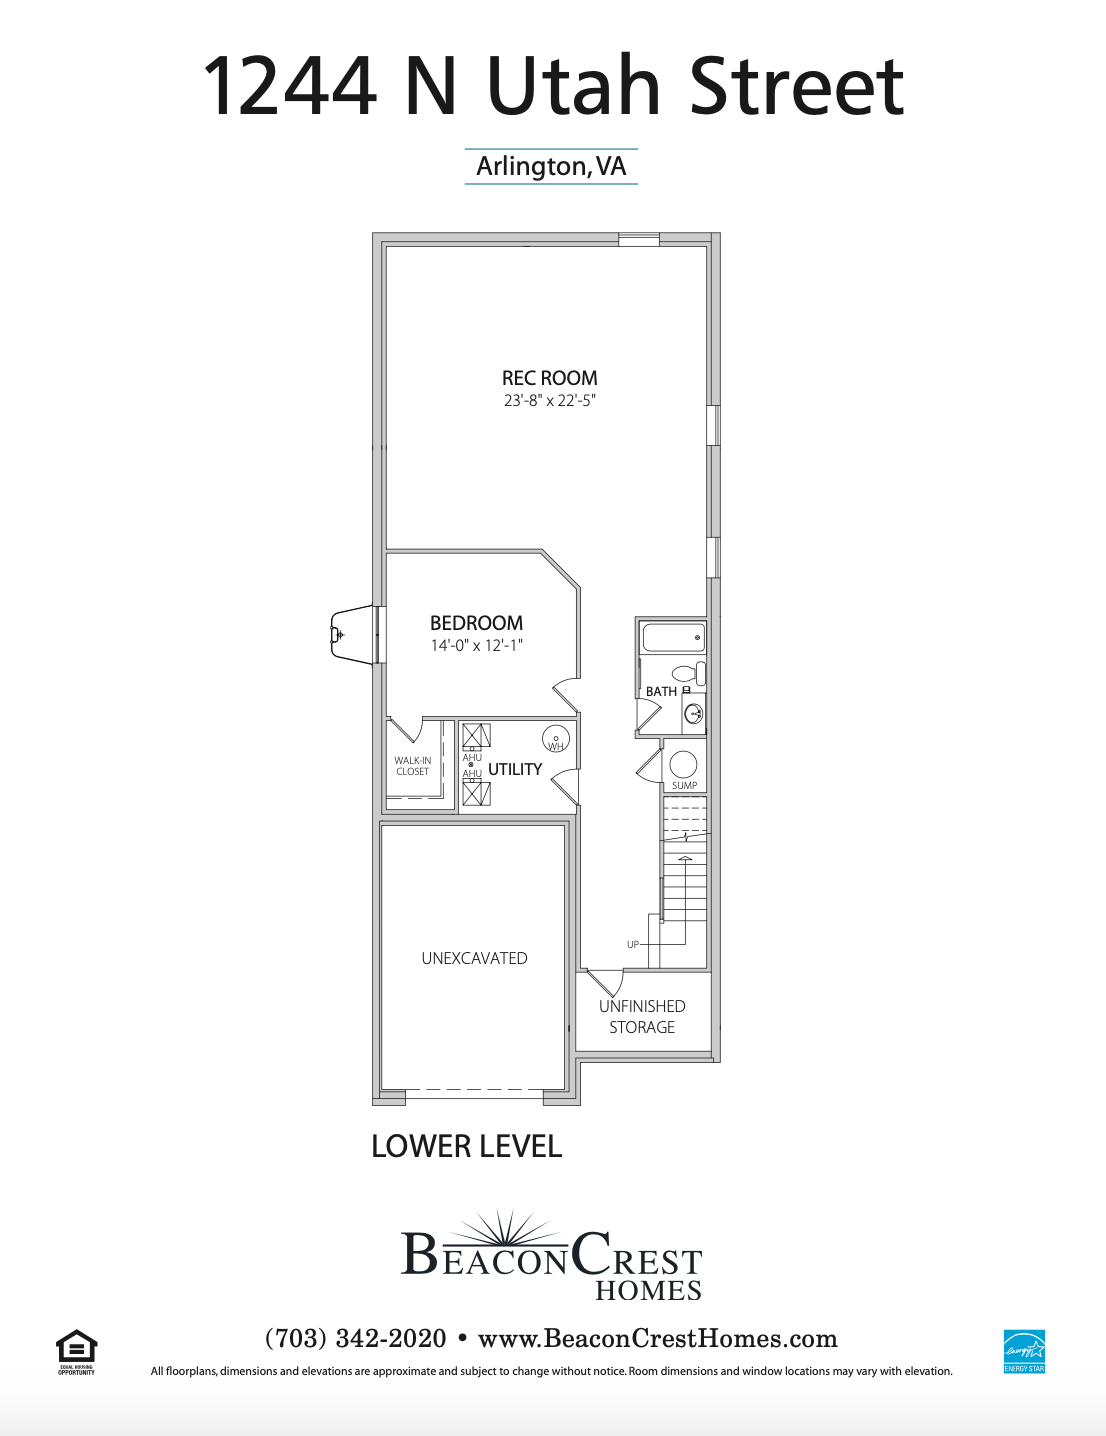 1244 N Utah Street
Arlington, VA
REC ROOM
23'-8" x 22'-5"
BEDROOM
14'-0" x 12'-1"
BATH
WALK-IN
CLOSET
AHU
AHU
UTILITY
WH
SUMP
UP
UNEXCAVATED
UNFINISHED
STORAGE
LOWER LEVEL
BEACONCREST
HOMES
(703) 342-2020 • www.BeaconCrestHomes.com
EQUAL HOUSING
OPPORTUNITY
All floorplans, dimensions and elevations are approximate and subject to change without notice. Room dimensions and window locations may vary with elevation.
energy
ENERGY STAR